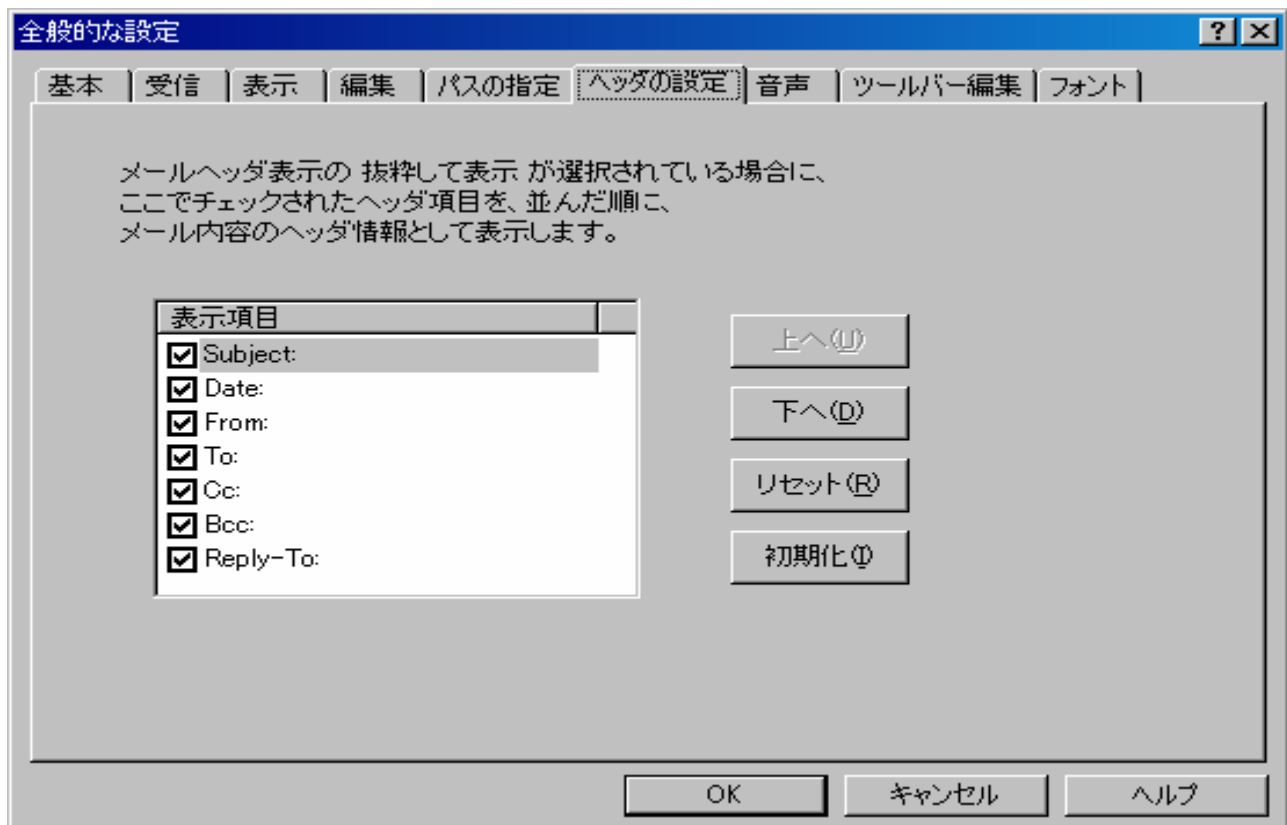 全般的な設定
基本 受信 表示 編集 パスの指定 ヘッダの設定 音声 ツールバー編集 フォント
メールヘッダ表示の 抜粋して表示 が選択されている場合に、
ここでチェックされたヘッダ項目を、並んだ順に、
メール内容のヘッダ情報として表示します。
表示項目
Subject:
Date:
From:
To:
Cc:
Bcc:
Reply-To:
上へ(U)
下へ(D)
リセット(R)
初期化(I)
OK キャンセル ヘルプ